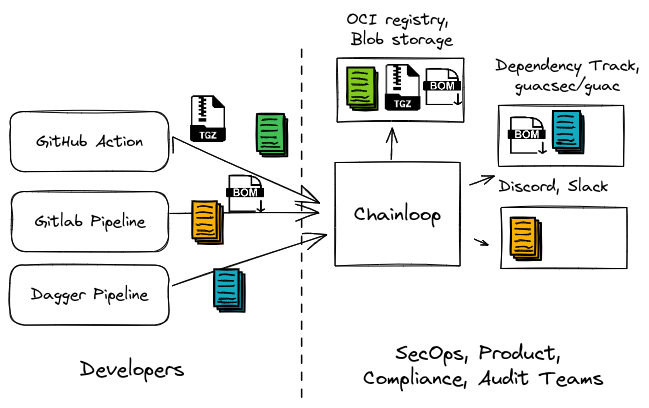 OCI registry,
Blob storage
Dependency Track,
guacsec/guac
TGZ
BOM
TGZ
GitHub Action
BOM
Discord, Slack
BOM
Gitlab Pipeline
Chainloop
Dagger Pipeline
Developers
SecOps, Product,
Compliance, Audit Teams